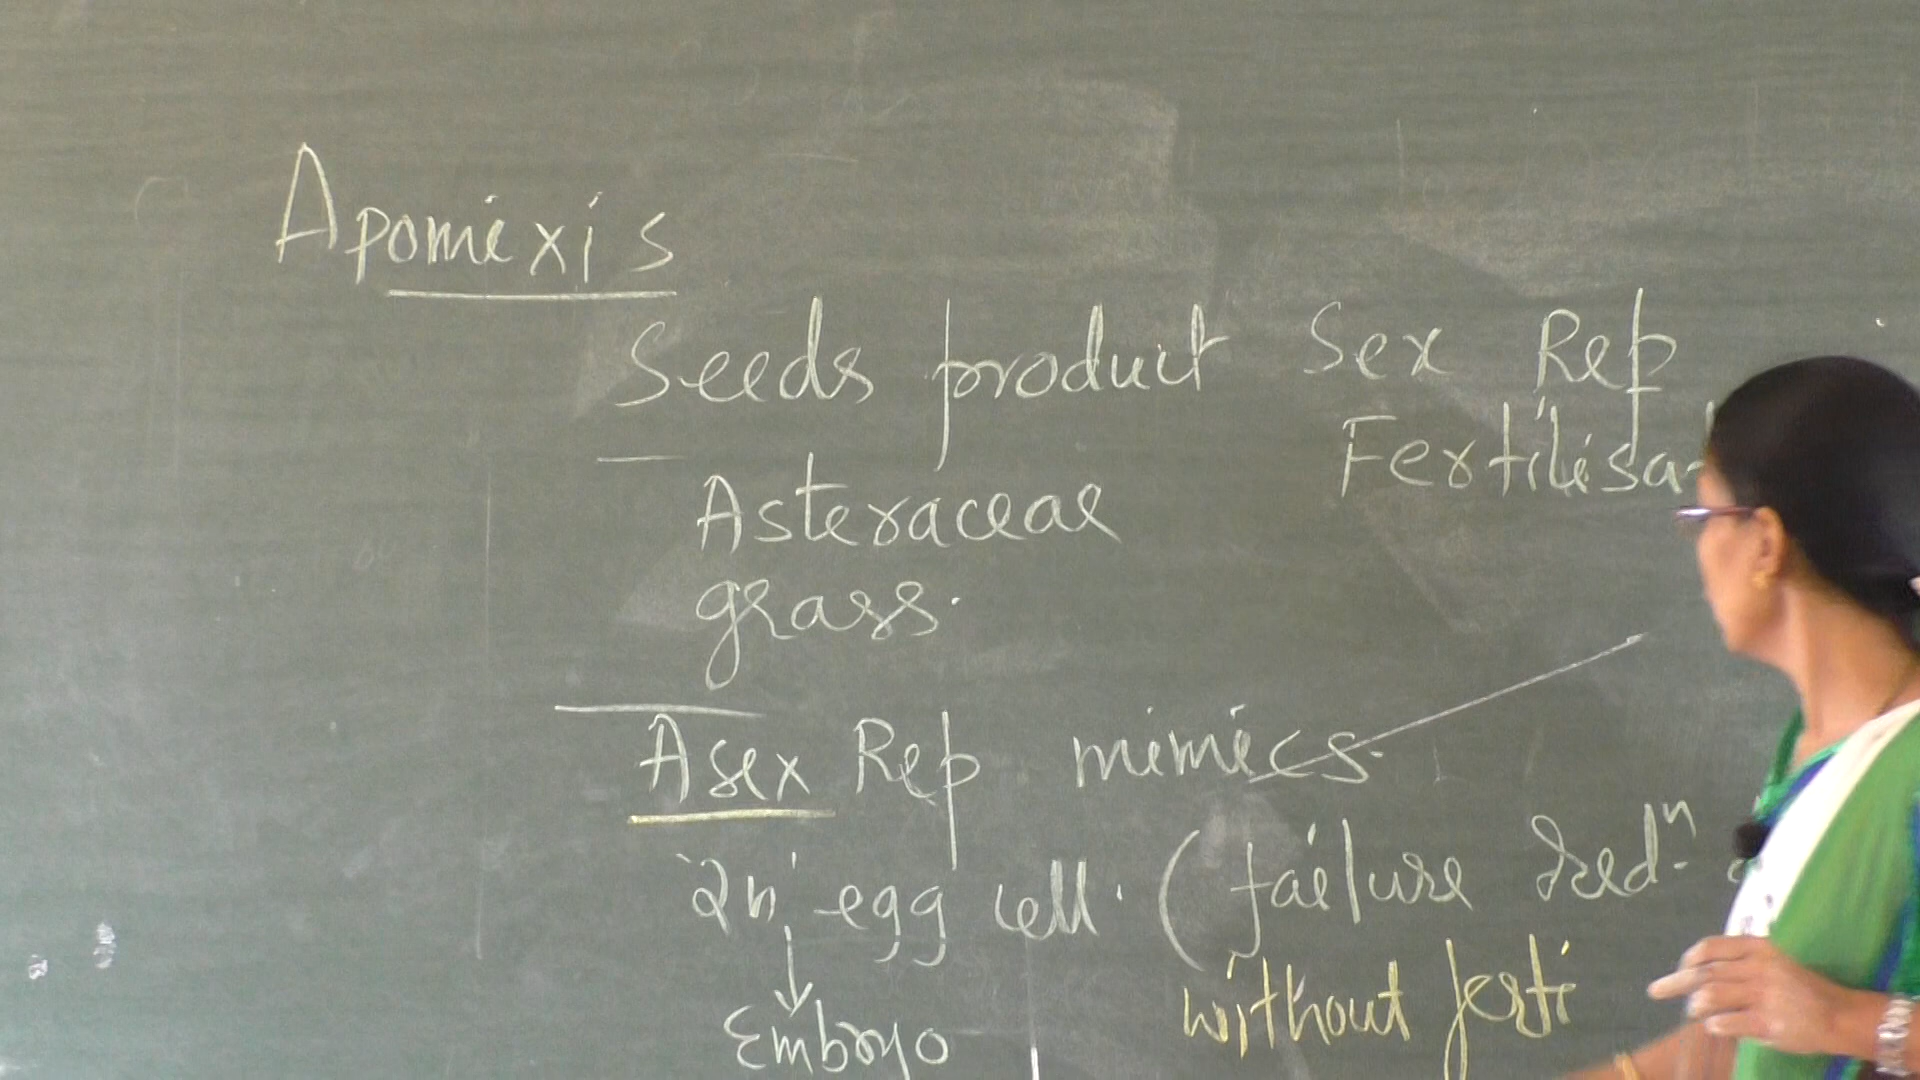 Apomixis
Seeds product Sex Rep
Fertilisa
Asteraceae
grass.
Asex Rep mimics.
'2n' egg cell. (failure redⁿ
without ferti
Embryo